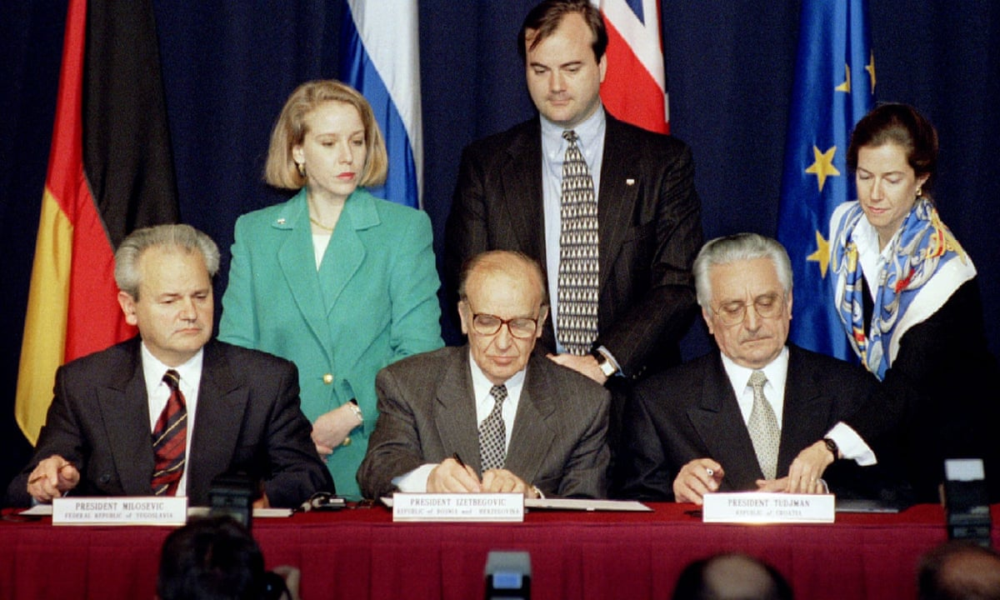 PRESIDENT MILOSEVIC
FEDERAL REPUBLIC of YUGOSLAVIA
PRESIDENT IZETBEGOVIC
REPUBLIC of BOSNIA and HERZEGOVINA
PRESIDENT TUDJMAN
REPUBLIC of CROATIA